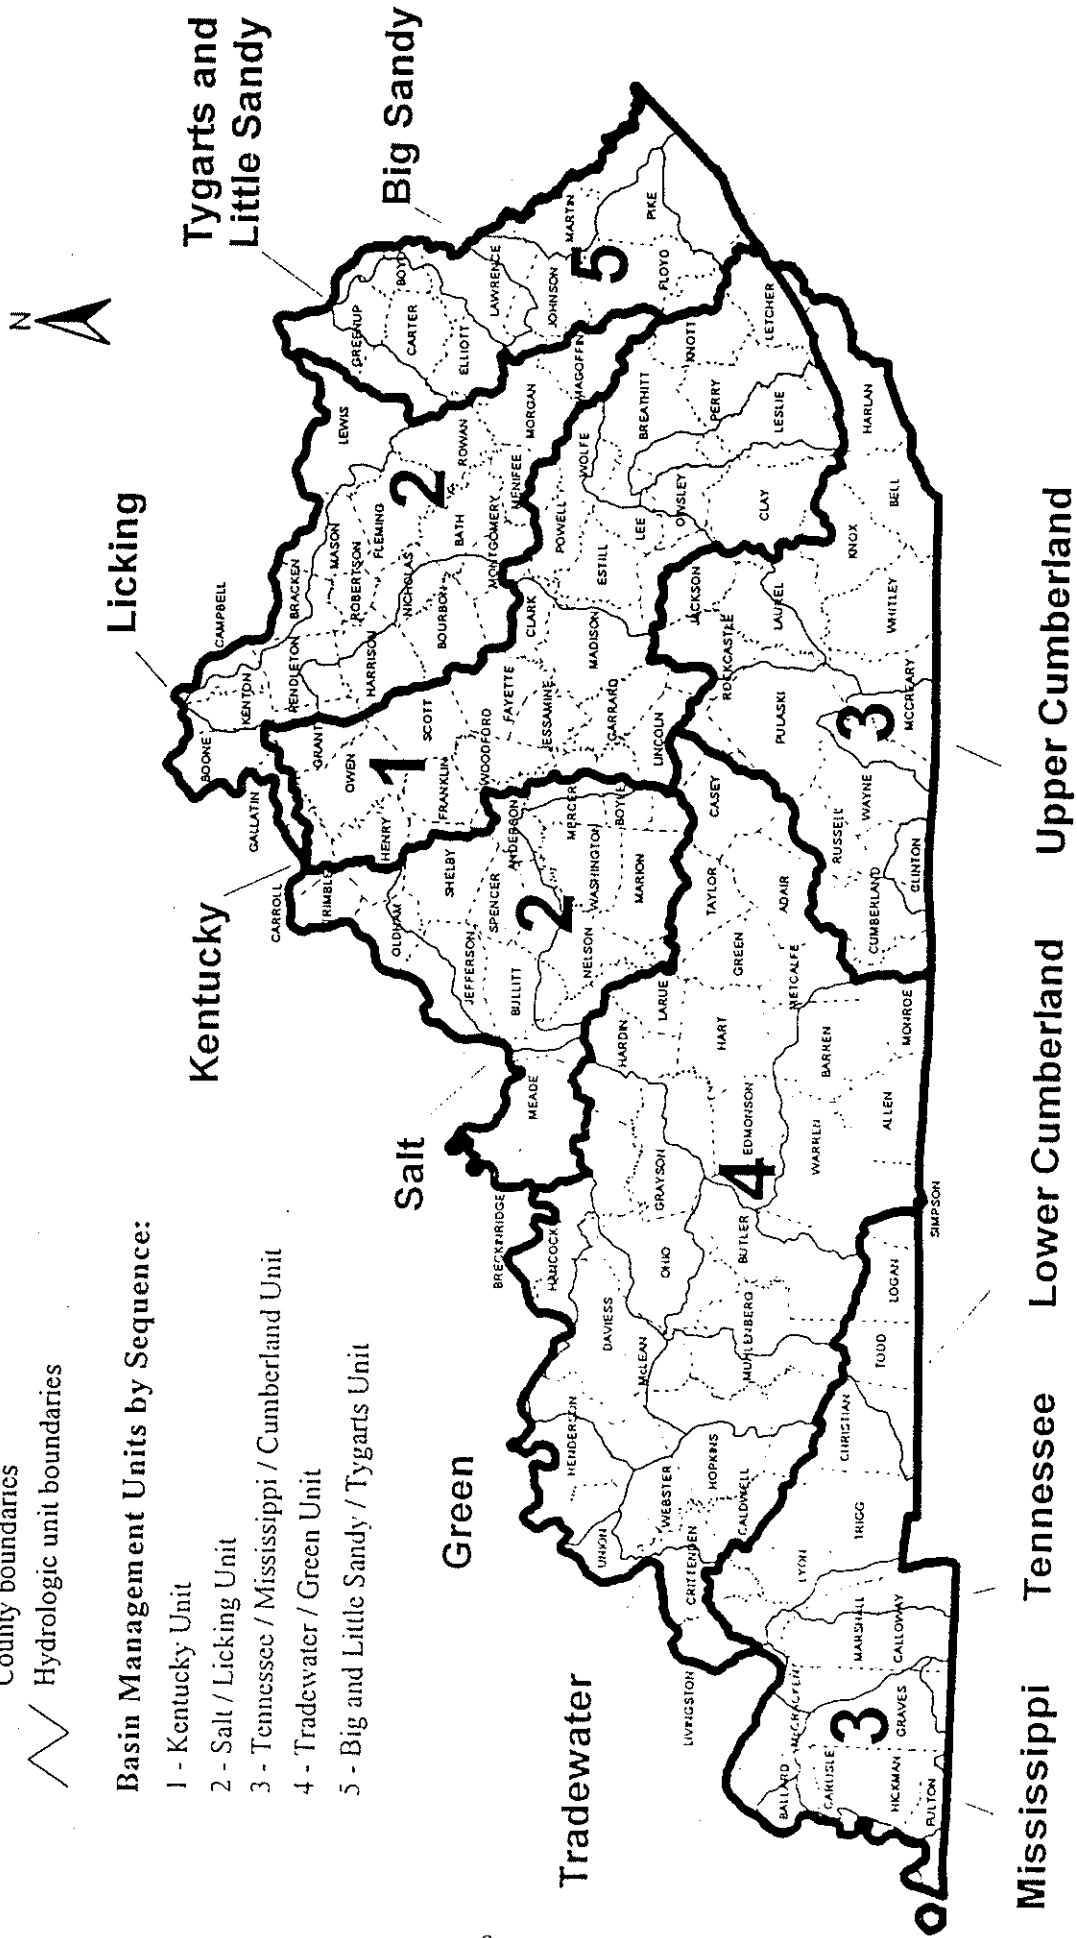 County boundaries
Hydrologic unit boundaries
Basin Management Units by Sequence:
1 - Kentucky Unit
2 - Salt / Licking Unit
3 - Tennessee / Mississippi / Cumberland Unit
4 - Tradewater / Green Unit
5 - Big and Little Sandy / Tygarts Unit
N
Tygarts and
Little Sandy
Big Sandy
Licking
Kentucky
Salt
Green
Tradewater
Mississippi
Tennessee
Lower Cumberland
Upper Cumberland
1
2
2
3
3
4
5
BOONE
KENTON
CAMPBELL
GALLATIN
PENDLETON
BRACKEN
GRANT
CARROLL
TRIMBLE
OWEN
HARRISON
ROBERTSON
MASON
LEWIS
GREENUP
BOYD
CARTER
ELLIOTT
LAWRENCE
FLEMING
NICHOLAS
ROWAN
BATH
BOURBON
SCOTT
HENRY
OLDHAM
SHELBY
FRANKLIN
WOODFORD
FAYETTE
CLARK
MONTGOMERY
MENIFEE
MORGAN
JOHNSON
MARTIN
MAGOFFIN
WOLFE
POWELL
ESTILL
MADISON
JESSAMINE
GARRARD
LINCOLN
MERCER
BOYLE
ANDERSON
SPENCER
JEFFERSON
BULLITT
NELSON
WASHINGTON
MARION
MEADE
BRECKINRIDGE
HANCOCK
HARDIN
LARUE
GRAYSON
HART
GREEN
TAYLOR
CASEY
ADAIR
METCALFE
BARREN
MONROE
ALLEN
WARREN
EDMONSON
BUTLER
OHIO
DAVIESS
McLEAN
MUHLENBERG
HENDERSON
UNION
WEBSTER
HOPKINS
CRITTENDEN
CALDWELL
LIVINGSTON
LYON
TRIGG
CHRISTIAN
TODD
LOGAN
SIMPSON
MARSHALL
CALLOWAY
GRAVES
McCRACKEN
BALLARD
CARLISLE
HICKMAN
FULTON
CUMBERLAND
CLINTON
RUSSELL
WAYNE
PULASKI
McCREARY
ROCKCASTLE
JACKSON
LAUREL
WHITLEY
KNOX
BELL
HARLAN
CLAY
OWSLEY
LEE
BREATHITT
PERRY
LESLIE
LETCHER
KNOTT
FLOYD
PIKE